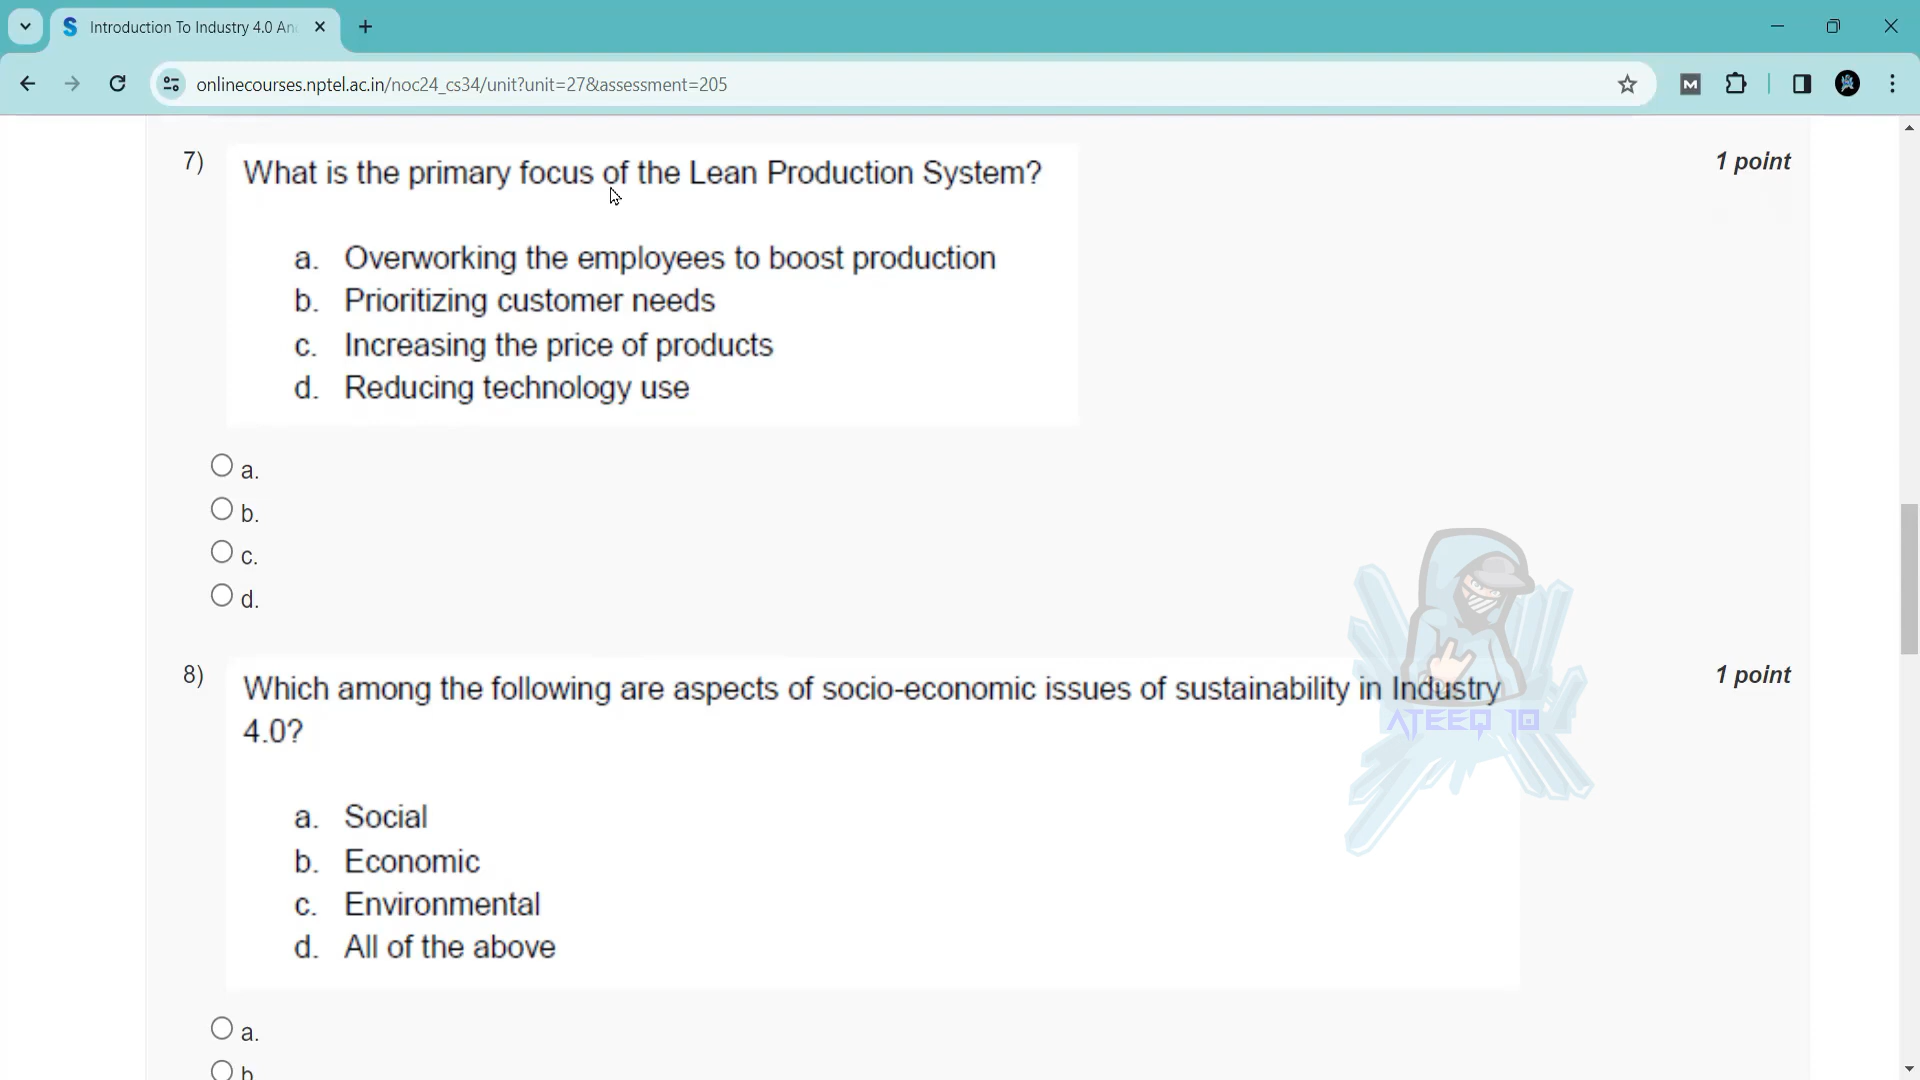 Introduction To Industry 4.0 An
onlinecourses.nptel.ac.in/noc24_cs34/unit?unit=27&assessment=205
7) What is the primary focus of the Lean Production System? 1 point
a. Overworking the employees to boost production
b. Prioritizing customer needs
c. Increasing the price of products
d. Reducing technology use
a.
b.
c.
d.
8) Which among the following are aspects of socio-economic issues of sustainability in Industry 1 point
4.0?
ATEEQ 10
a. Social
b. Economic
c. Environmental
d. All of the above
a.
b.